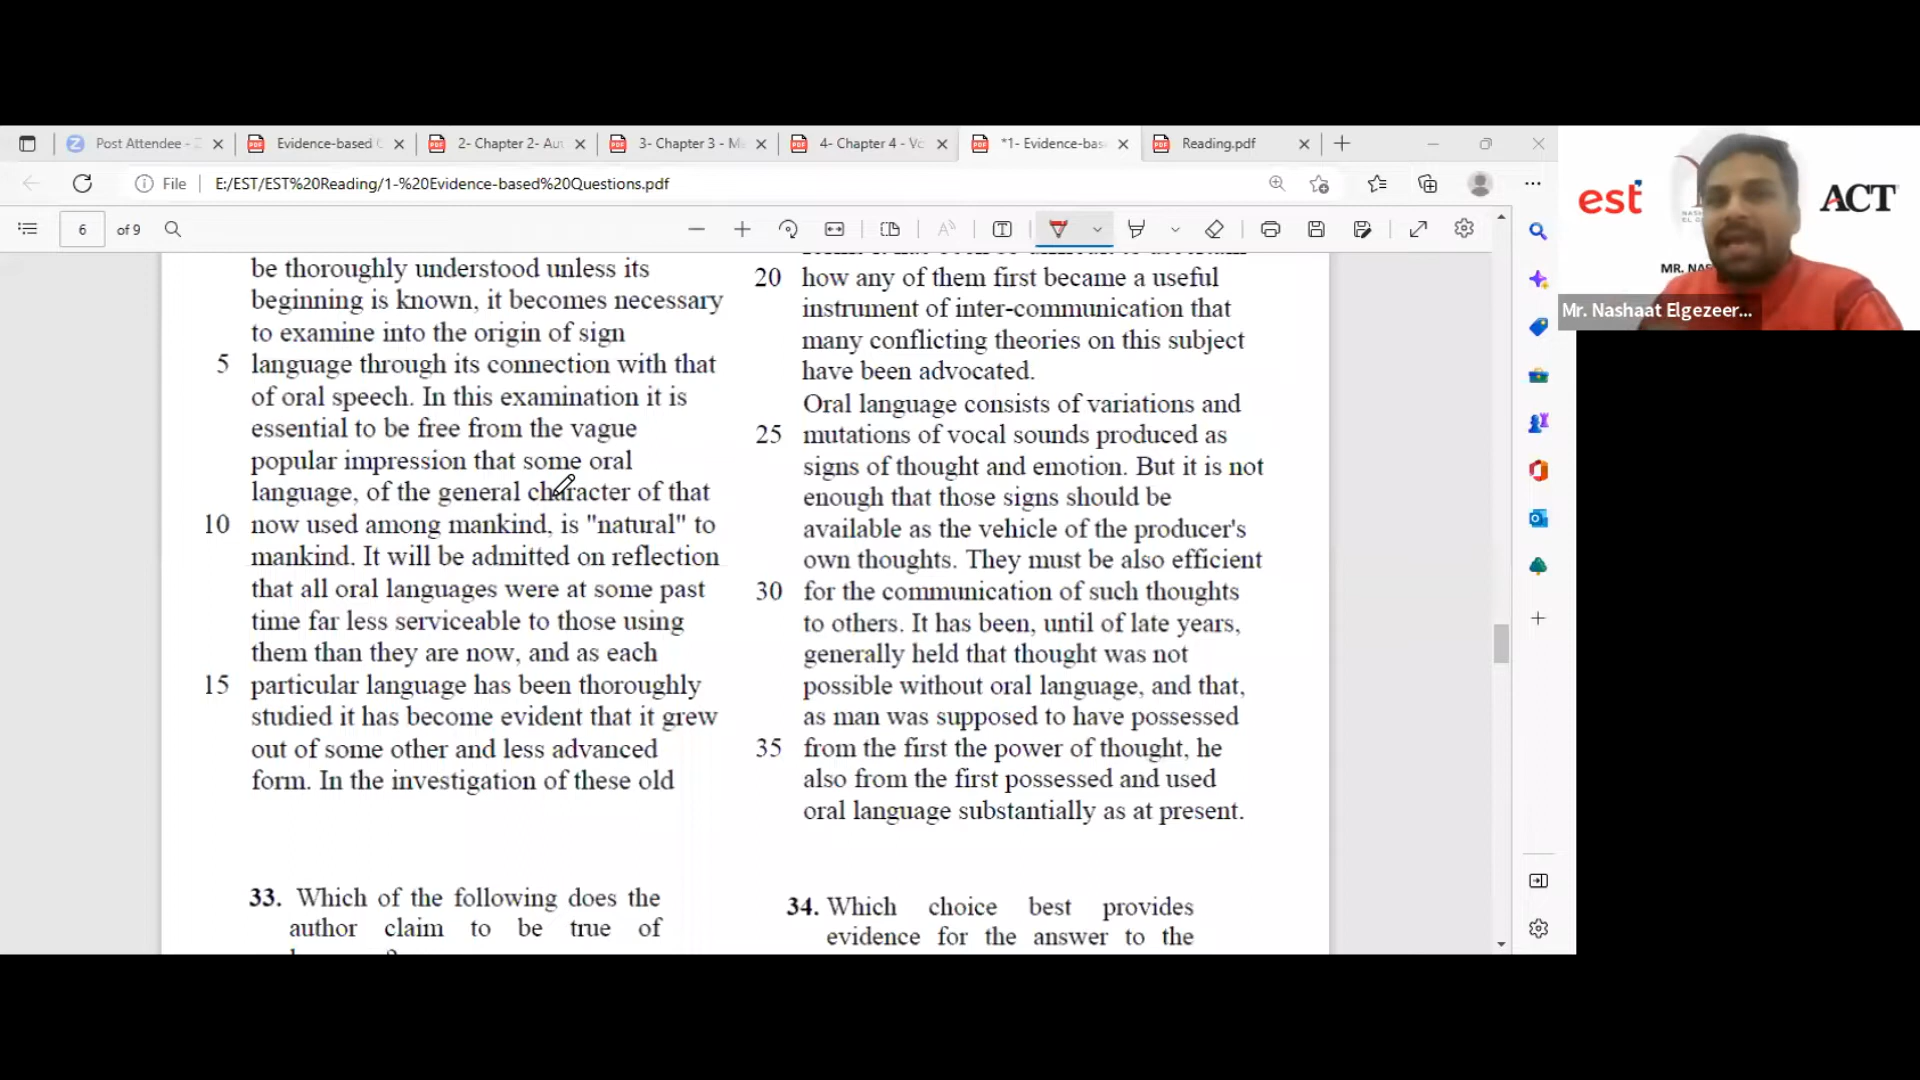 Post Attendee -
Evidence-based
2- Chapter 2- Au
3- Chapter 3 - M
4- Chapter 4 - Vo
*1- Evidence-bas
Reading.pdf
File
E:/EST/EST%20Reading/1-%20Evidence-based%20Questions.pdf
6 of 9
be thoroughly understood unless its
beginning is known, it becomes necessary
to examine into the origin of sign
5 language through its connection with that
of oral speech. In this examination it is
essential to be free from the vague
popular impression that some oral
language, of the general character of that
10 now used among mankind, is "natural" to
mankind. It will be admitted on reflection
that all oral languages were at some past
time far less serviceable to those using
them than they are now, and as each
15 particular language has been thoroughly
studied it has become evident that it grew
out of some other and less advanced
form. In the investigation of these old
20 how any of them first became a useful
instrument of inter-communication that
many conflicting theories on this subject
have been advocated.
Oral language consists of variations and
25 mutations of vocal sounds produced as
signs of thought and emotion. But it is not
enough that those signs should be
available as the vehicle of the producer's
own thoughts. They must be also efficient
30 for the communication of such thoughts
to others. It has been, until of late years,
generally held that thought was not
possible without oral language, and that,
as man was supposed to have possessed
35 from the first the power of thought, he
also from the first possessed and used
oral language substantially as at present.
33. Which of the following does the
author claim to be true of
34. Which choice best provides
evidence for the answer to the
est
ACT
MR. NAS
Mr. Nashaat Elgezeer...